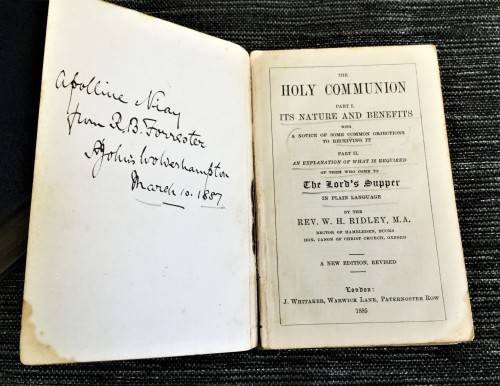 Apolline Niay
from R.B. Forrester
St John's Wolverhampton
March 10. 1887
THE
HOLY COMMUNION
PART I.
ITS NATURE AND BENEFITS
WITH
A NOTICE OF SOME COMMON OBJECTIONS
TO RECEIVING IT
PART II.
AN EXPLANATION OF WHAT IS REQUIRED
OF THEM WHO COME TO
The Lord's Supper
IN PLAIN LANGUAGE
BY THE
REV. W. H. RIDLEY, M.A.
RECTOR OF HAMBLEDEN, BUCKS
HON. CANON OF CHRIST CHURCH, OXFORD
A NEW EDITION, REVISED
London:
J. WHITAKER, WARWICK LANE, PATERNOSTER ROW
1885